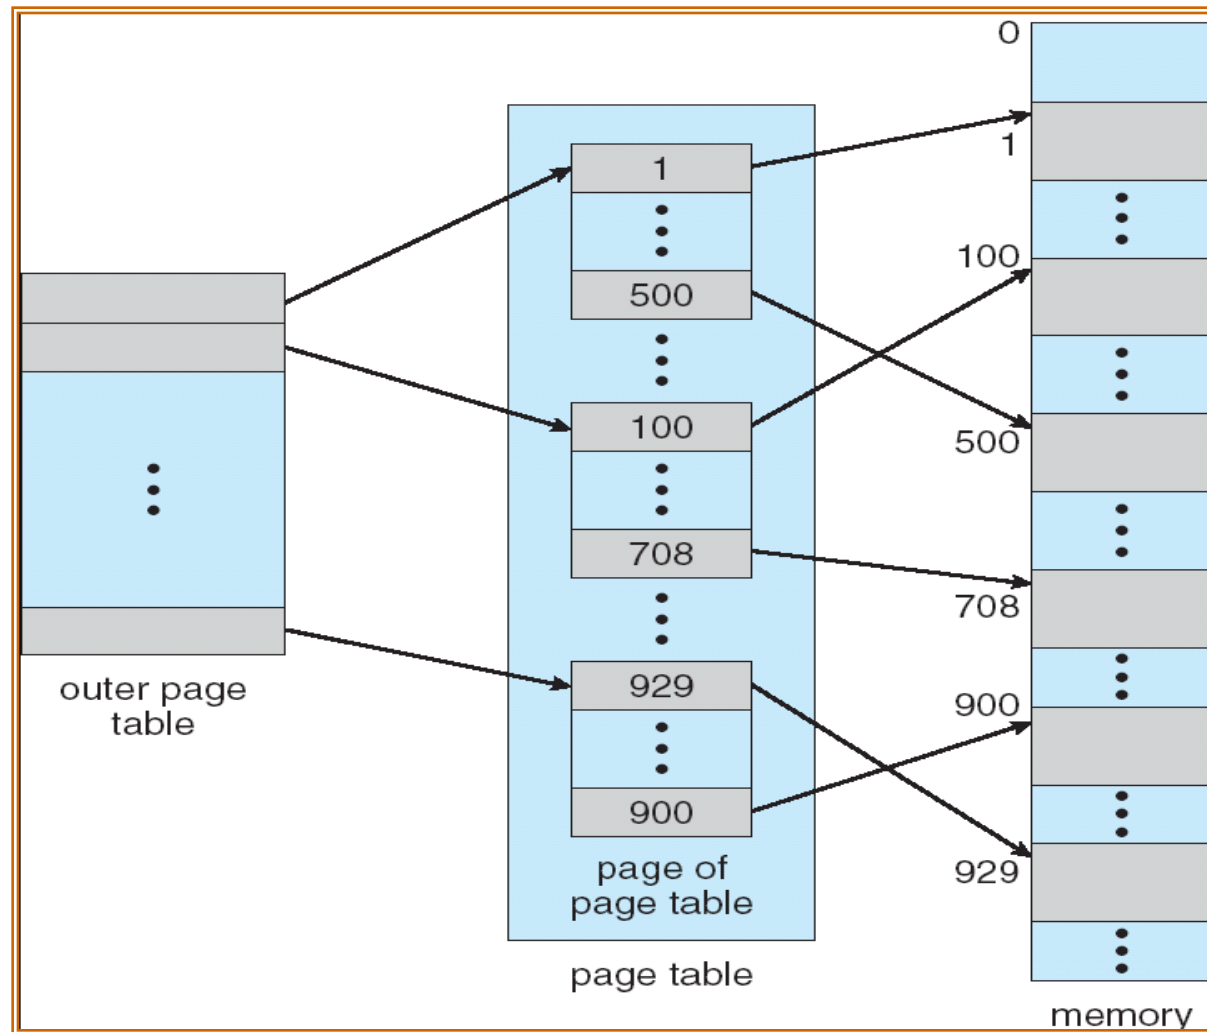 outer page
table
1
500
100
708
929
900
page of
page table
page table
0
1
100
500
708
900
929
memory